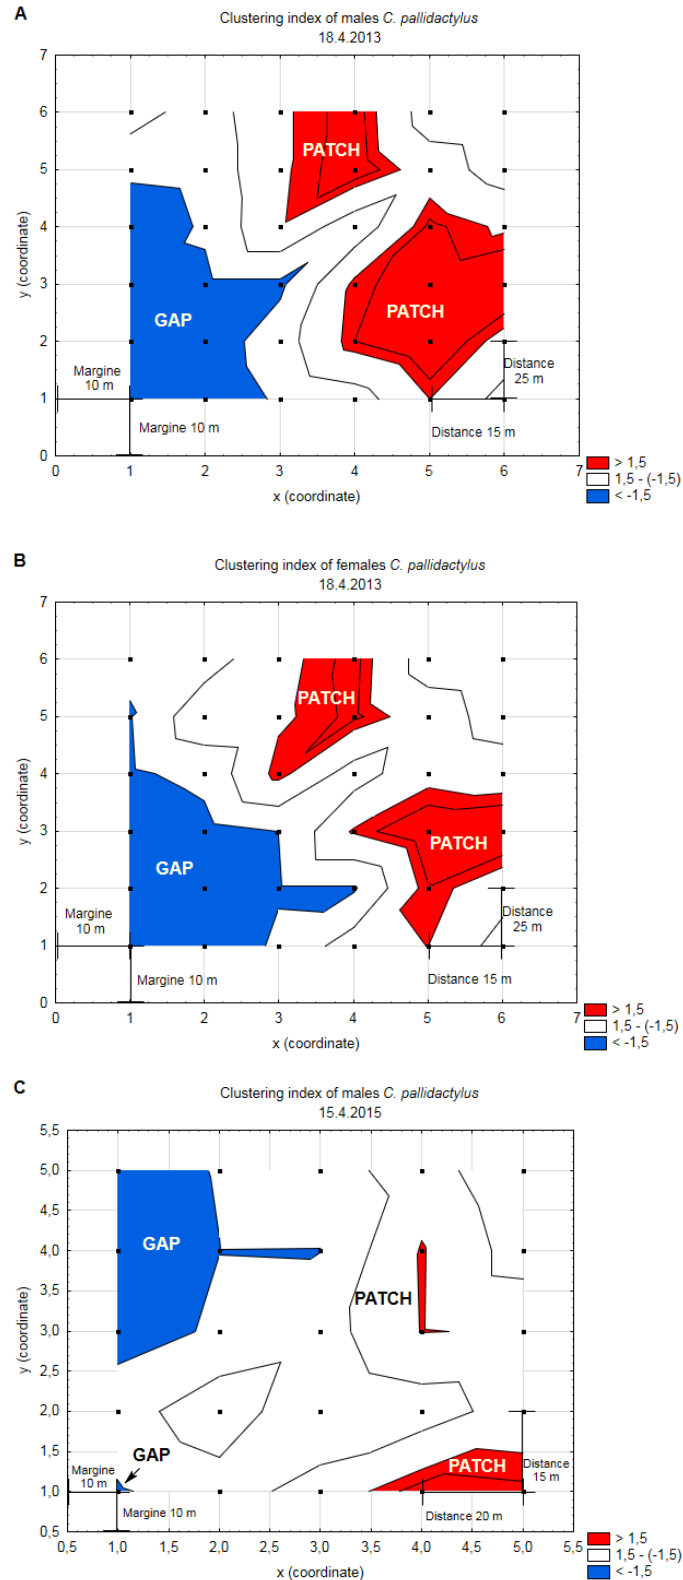 A
Clustering index of males C. pallidactylus
18.4.2013
7
6
5
4
3
2
1
0
y (coordinate)
PATCH
GAP
PATCH
Margine
10 m
Margine 10 m
Distance
25 m
Distance 15 m
0 1 2 3 4 5 6 7
x (coordinate)
> 1,5
1,5 - (-1,5)
< -1,5
B
Clustering index of females C. pallidactylus
18.4.2013
7
6
5
4
3
2
1
0
y (coordinate)
PATCH
PATCH
GAP
Margine
10 m
Margine 10 m
Distance
25 m
Distance 15 m
0 1 2 3 4 5 6 7
x (coordinate)
> 1,5
1,5 - (-1,5)
< -1,5
C
Clustering index of males C. pallidactylus
15.4.2015
5,5
5,0
4,5
4,0
3,5
3,0
2,5
2,0
1,5
1,0
0,5
y (coordinate)
GAP
PATCH
GAP
PATCH
Margine
10 m
Margine 10 m
Distance
15 m
Distance 20 m
0,5 1,0 1,5 2,0 2,5 3,0 3,5 4,0 4,5 5,0 5,5
x (coordinate)
> 1,5
1,5 - (-1,5)
< -1,5